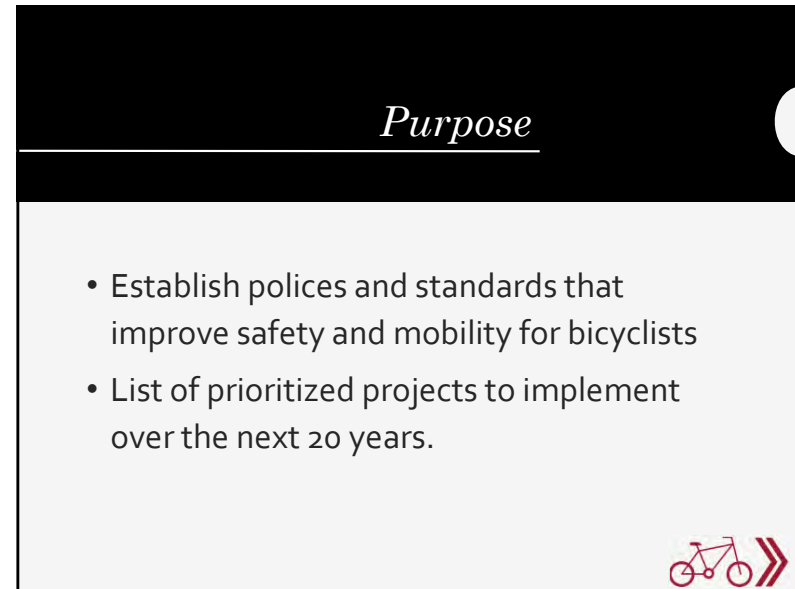 Purpose
• Establish polices and standards that
improve safety and mobility for bicyclists
• List of prioritized projects to implement
over the next 20 years.